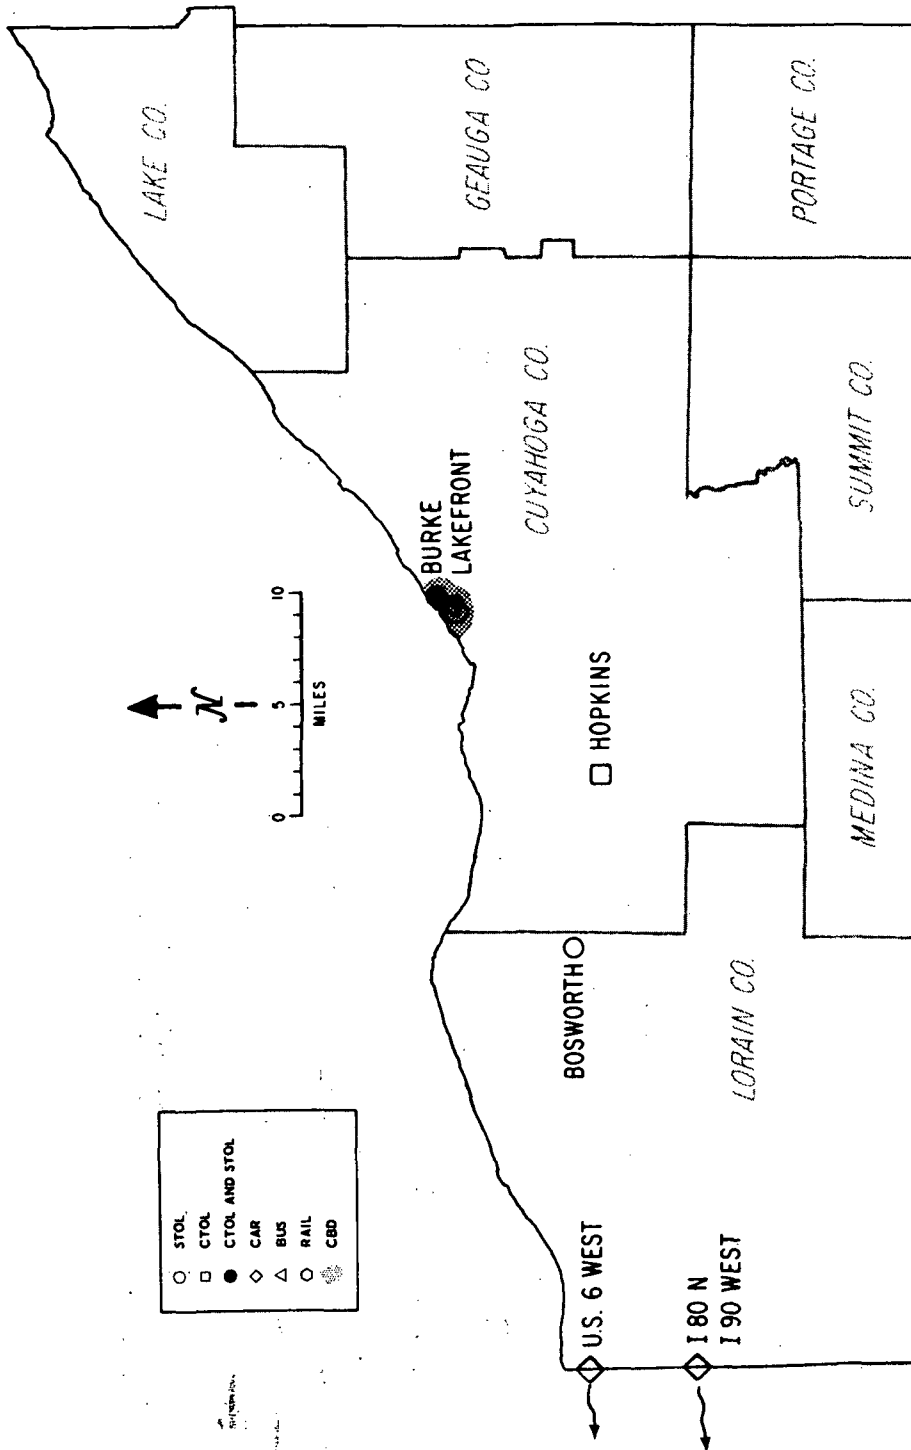 STOL
CTOL
CTOL AND STOL
CAR
BUS
RAIL
CBD
N
0 5 10
MILES
LAKE CO.
GEAUGA CO
PORTAGE CO.
CUYAHOGA CO.
SUMMIT CO.
MEDINA CO.
LORAIN CO.
BURKE
LAKEFRONT
HOPKINS
BOSWORTH
U.S. 6 WEST
I 80 N
I 90 WEST